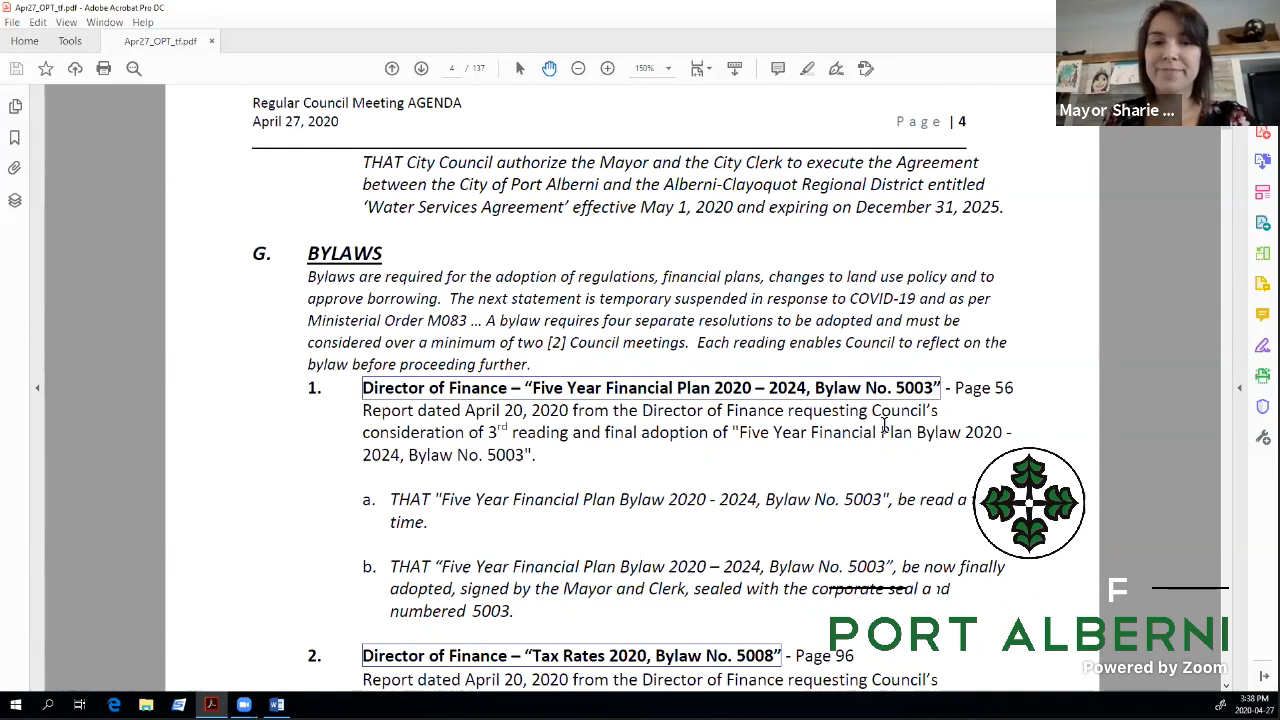 Apr27_OPT_tf.pdf - Adobe Acrobat Pro DC
File Edit View Window Help
Home Tools Apr27_OPT_tf.pdf ×
4 / 137 150%
Mayor Sharie ...
Regular Council Meeting AGENDA
April 27, 2020 Page | 4
THAT City Council authorize the Mayor and the City Clerk to execute the Agreement
between the City of Port Alberni and the Alberni-Clayoquot Regional District entitled
‘Water Services Agreement’ effective May 1, 2020 and expiring on December 31, 2025.
G. BYLAWS
Bylaws are required for the adoption of regulations, financial plans, changes to land use policy and to
approve borrowing. The next statement is temporary suspended in response to COVID-19 and as per
Ministerial Order M083 … A bylaw requires four separate resolutions to be adopted and must be
considered over a minimum of two [2] Council meetings. Each reading enables Council to reflect on the
bylaw before proceeding further.
1. Director of Finance – “Five Year Financial Plan 2020 – 2024, Bylaw No. 5003” - Page 56
Report dated April 20, 2020 from the Director of Finance requesting Council’s
consideration of 3rd reading and final adoption of "Five Year Financial Plan Bylaw 2020 -
2024, Bylaw No. 5003".
a. THAT "Five Year Financial Plan Bylaw 2020 - 2024, Bylaw No. 5003", be read a
time.
b. THAT “Five Year Financial Plan Bylaw 2020 – 2024, Bylaw No. 5003”, be now finally
adopted, signed by the Mayor and Clerk, sealed with the corporate seal and
numbered 5003.
F
PORT ALBERNI
Powered by Zoom
2. Director of Finance – “Tax Rates 2020, Bylaw No. 5008” - Page 96
Report dated April 20, 2020 from the Director of Finance requesting Council’s
3:38 PM
2020-04-27